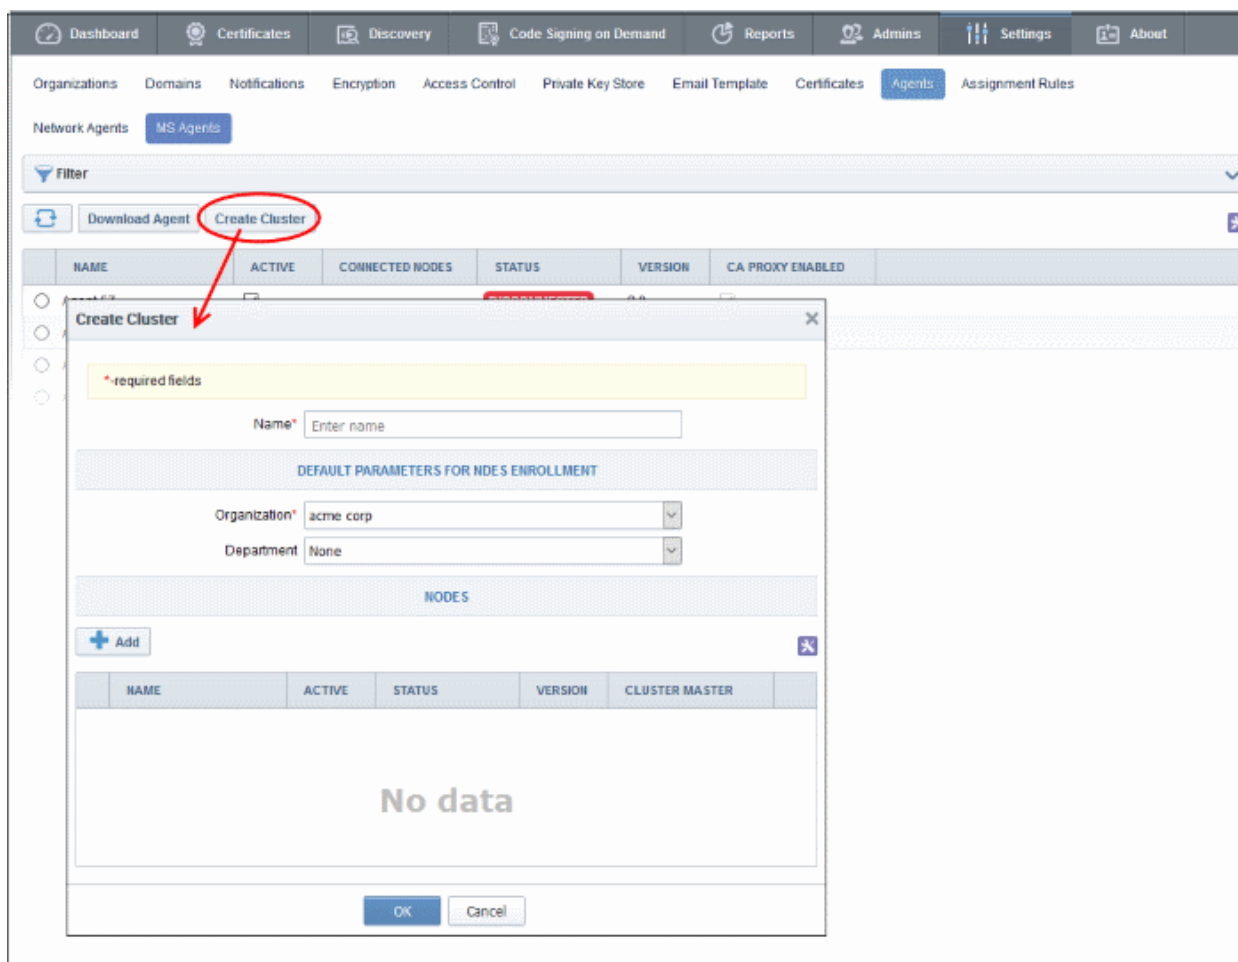 Dashboard Certificates Discovery Code Signing on Demand Reports Admins Settings About
Organizations Domains Notifications Encryption Access Control Private Key Store Email Template Certificates Agents Assignment Rules
Network Agents MS Agents
Filter
Download Agent Create Cluster
NAME ACTIVE CONNECTED NODES STATUS VERSION CA PROXY ENABLED
Create Cluster
*-required fields
Name* Enter name
DEFAULT PARAMETERS FOR NDES ENROLLMENT
Organization* acme corp
Department None
NODES
Add
NAME ACTIVE STATUS VERSION CLUSTER MASTER
No data
OK Cancel